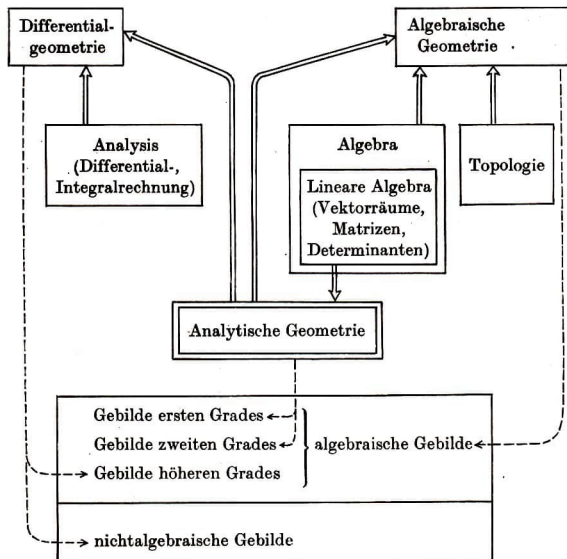 Differential-
geometrie
Algebraische
Geometrie
Analysis
(Differential-,
Integralrechnung)
Algebra
Lineare Algebra
(Vektorräume,
Matrizen,
Determinanten)
Topologie
Analytische Geometrie
Gebilde ersten Grades
Gebilde zweiten Grades
Gebilde höheren Grades
algebraische Gebilde
nichtalgebraische Gebilde